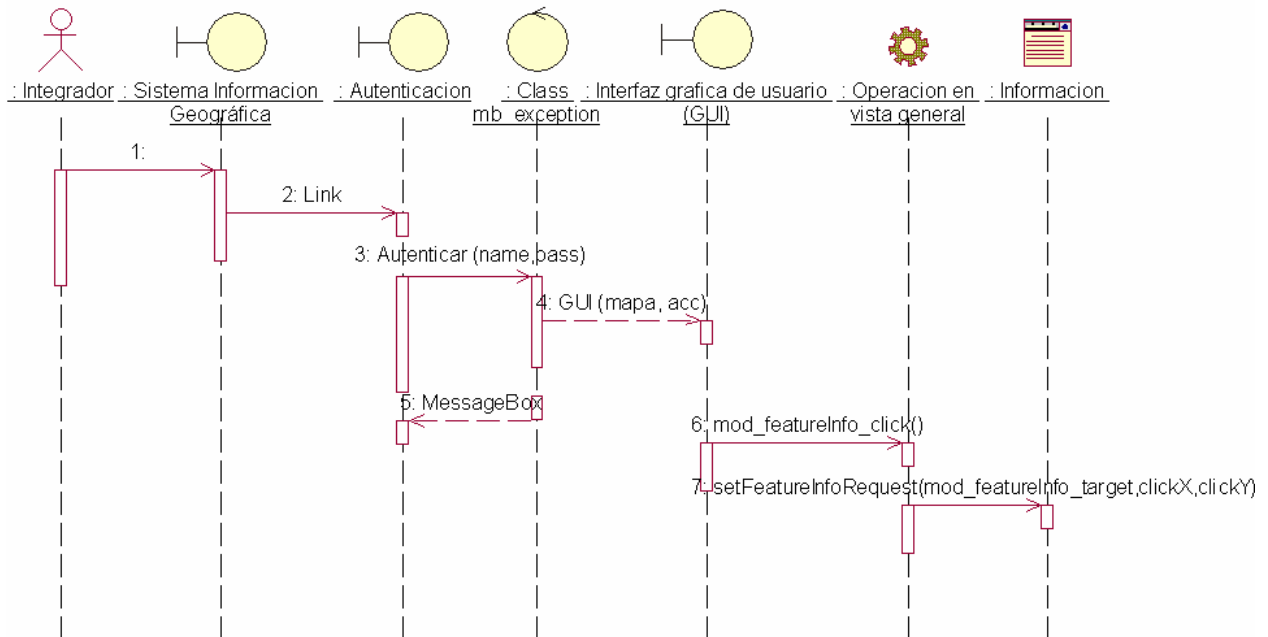 : Integrador
: Sistema Informacion
Geográfica
: Autenticacion
: Class
mb_exception
: Interfaz grafica de usuario
(GUI)
: Operacion en
vista general
: Informacion
1:
2: Link
3: Autenticar (name,pass)
4: GUI (mapa, acc)
5: MessageBox
6: mod_featureInfo_click()
7: setFeatureInfoRequest(mod_featureInfo_target,clickX,clickY)